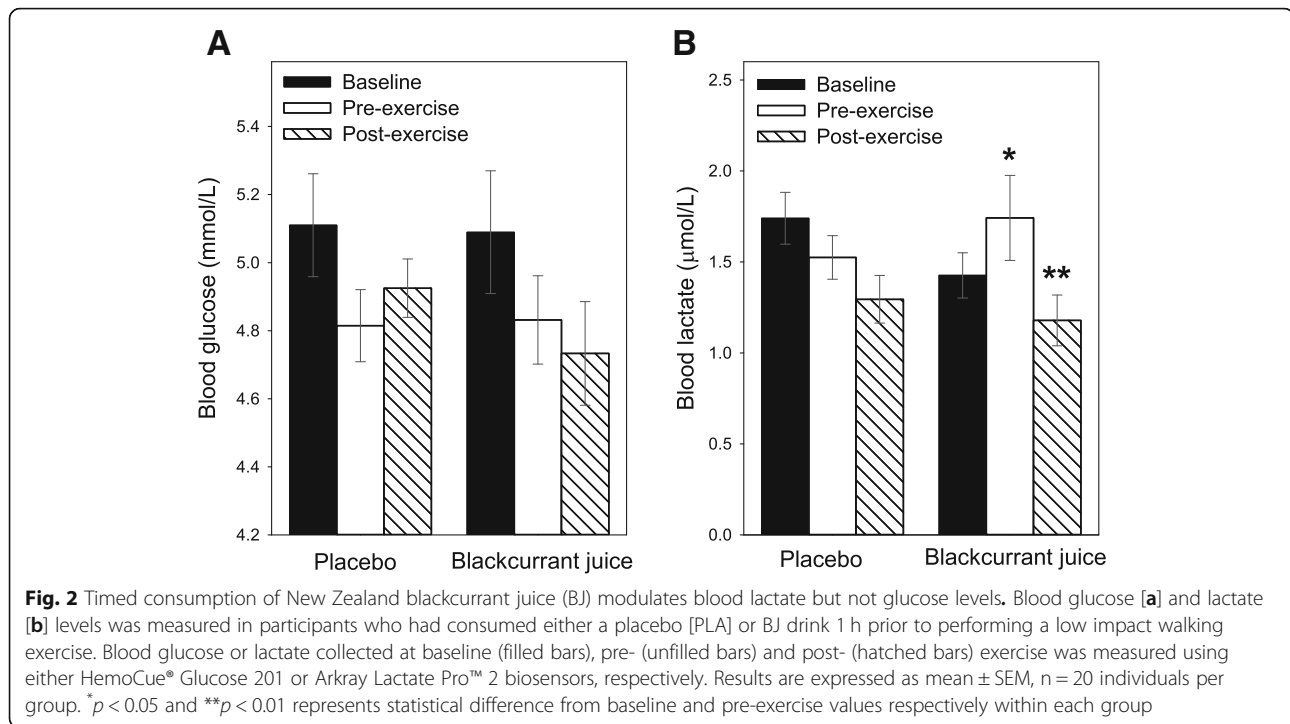 A
Baseline
Pre-exercise
Post-exercise
5.4
5.2
5.0
4.8
4.6
4.4
4.2
Blood glucose (mmol/L)
Placebo
Blackcurrant juice
B
Baseline
Pre-exercise
Post-exercise
2.5
2.0
1.5
1.0
0.5
0.0
Blood lactate (μmol/L)
*
**
Placebo
Blackcurrant juice
Fig. 2 Timed consumption of New Zealand blackcurrant juice (BJ) modulates blood lactate but not glucose levels. Blood glucose [a] and lactate
[b] levels was measured in participants who had consumed either a placebo [PLA] or BJ drink 1 h prior to performing a low impact walking
exercise. Blood glucose or lactate collected at baseline (filled bars), pre- (unfilled bars) and post- (hatched bars) exercise was measured using
either HemoCue® Glucose 201 or Arkray Lactate Pro™ 2 biosensors, respectively. Results are expressed as mean ± SEM, n = 20 individuals per
group. *p < 0.05 and **p < 0.01 represents statistical difference from baseline and pre-exercise values respectively within each group